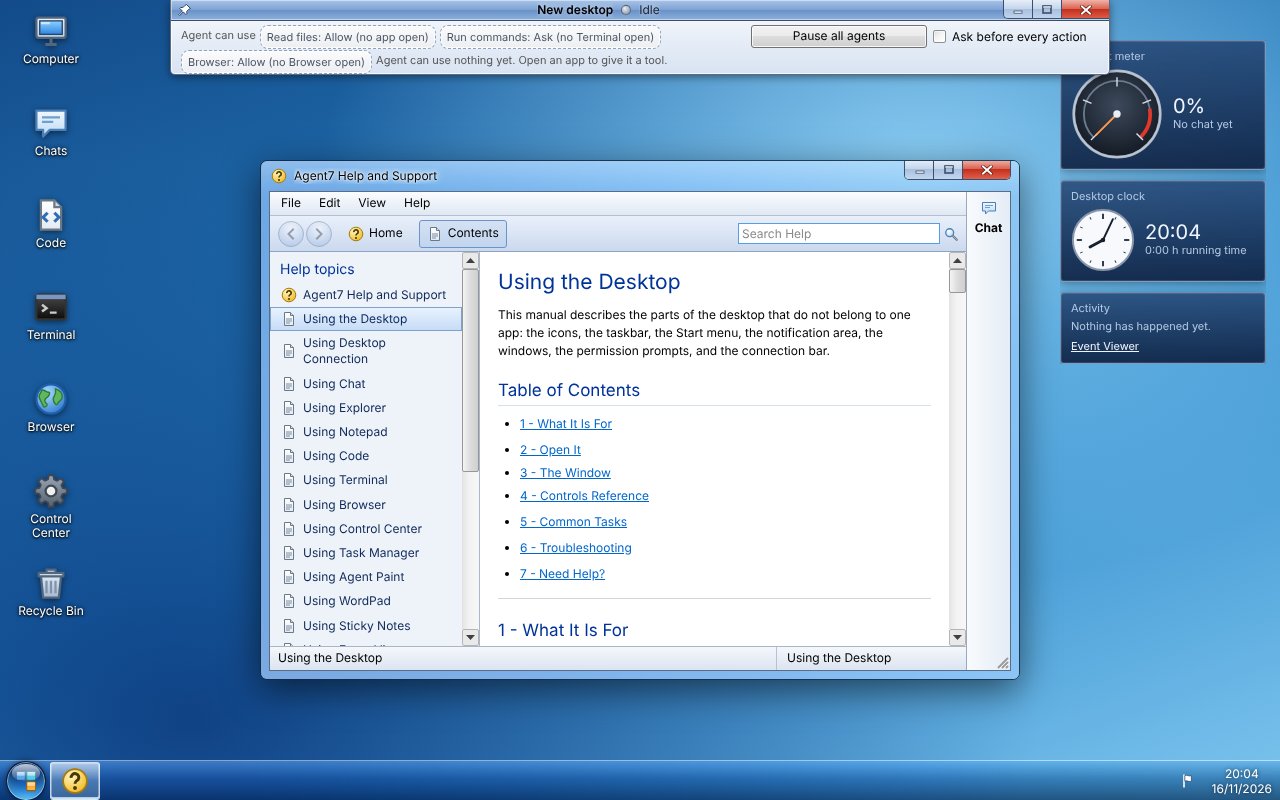 New desktop
Idle
Agent can use
Read files: Allow (no app open)
Run commands: Ask (no Terminal open)
Browser: Allow (no Browser open)
Agent can use nothing yet. Open an app to give it a tool.
Pause all agents
Ask before every action
Computer
Chats
Code
Terminal
Browser
Control
Center
Recycle Bin
meter
0%
No chat yet
Desktop clock
20:04
0:00 h running time
Activity
Nothing has happened yet.
Event Viewer
Agent7 Help and Support
File
Edit
View
Help
Home
Contents
Search Help
Chat
Help topics
Agent7 Help and Support
Using the Desktop
Using Desktop
Connection
Using Chat
Using Explorer
Using Notepad
Using Code
Using Terminal
Using Browser
Using Control Center
Using Task Manager
Using Agent Paint
Using WordPad
Using Sticky Notes
Using the Desktop
This manual describes the parts of the desktop that do not belong to one
app: the icons, the taskbar, the Start menu, the notification area, the
windows, the permission prompts, and the connection bar.
Table of Contents
1 - What It Is For
2 - Open It
3 - The Window
4 - Controls Reference
5 - Common Tasks
6 - Troubleshooting
7 - Need Help?
1 - What It Is For
Using the Desktop
Using the Desktop
20:04
16/11/2026